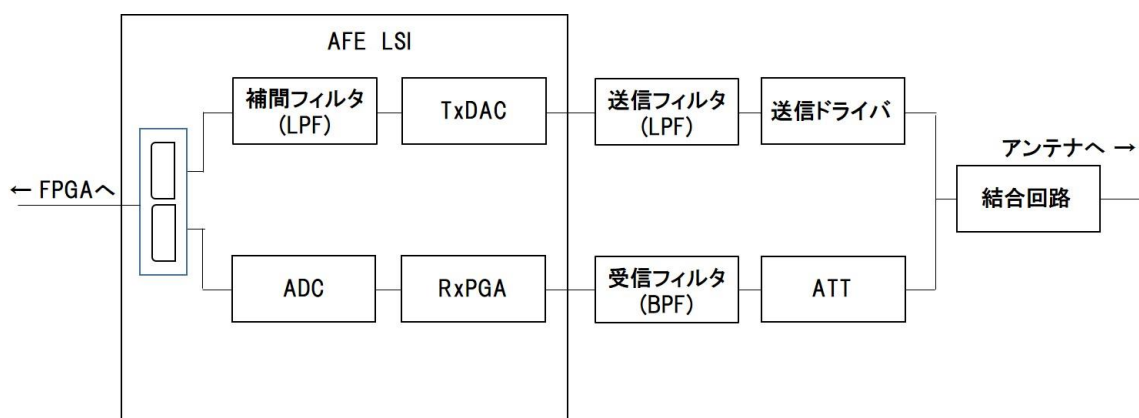 AFE LSI
補間フィルタ
(LPF)
TxDAC
送信フィルタ
(LPF)
送信ドライバ
アンテナへ →
← FPGAへ
結合回路
ADC
RxPGA
受信フィルタ
(BPF)
ATT